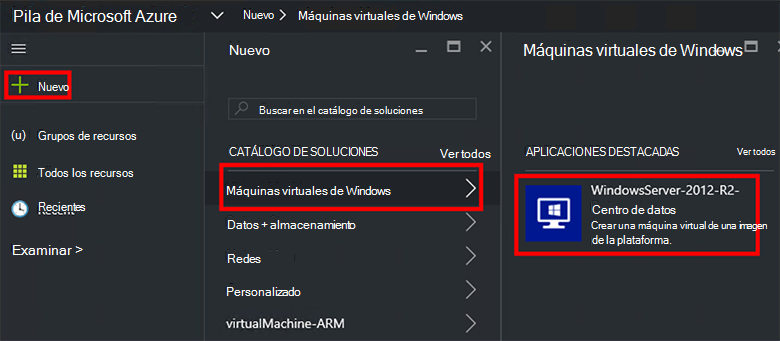 Pila de Microsoft Azure
Nuevo > Máquinas virtuales de Windows
Nuevo
(u) Grupos de recursos
Todos los recursos
Recientes
Examinar >
Nuevo
Buscar en el catálogo de soluciones
CATÁLOGO DE SOLUCIONES Ver todos
Máquinas virtuales de Windows
Datos + almacenamiento
Redes
Personalizado
virtualMachine-ARM
Máquinas virtuales de Windows
APLICACIONES DESTACADAS Ver todos
WindowsServer-2012-R2-
Centro de datos
Crear una máquina virtual de una imagen
de la plataforma.